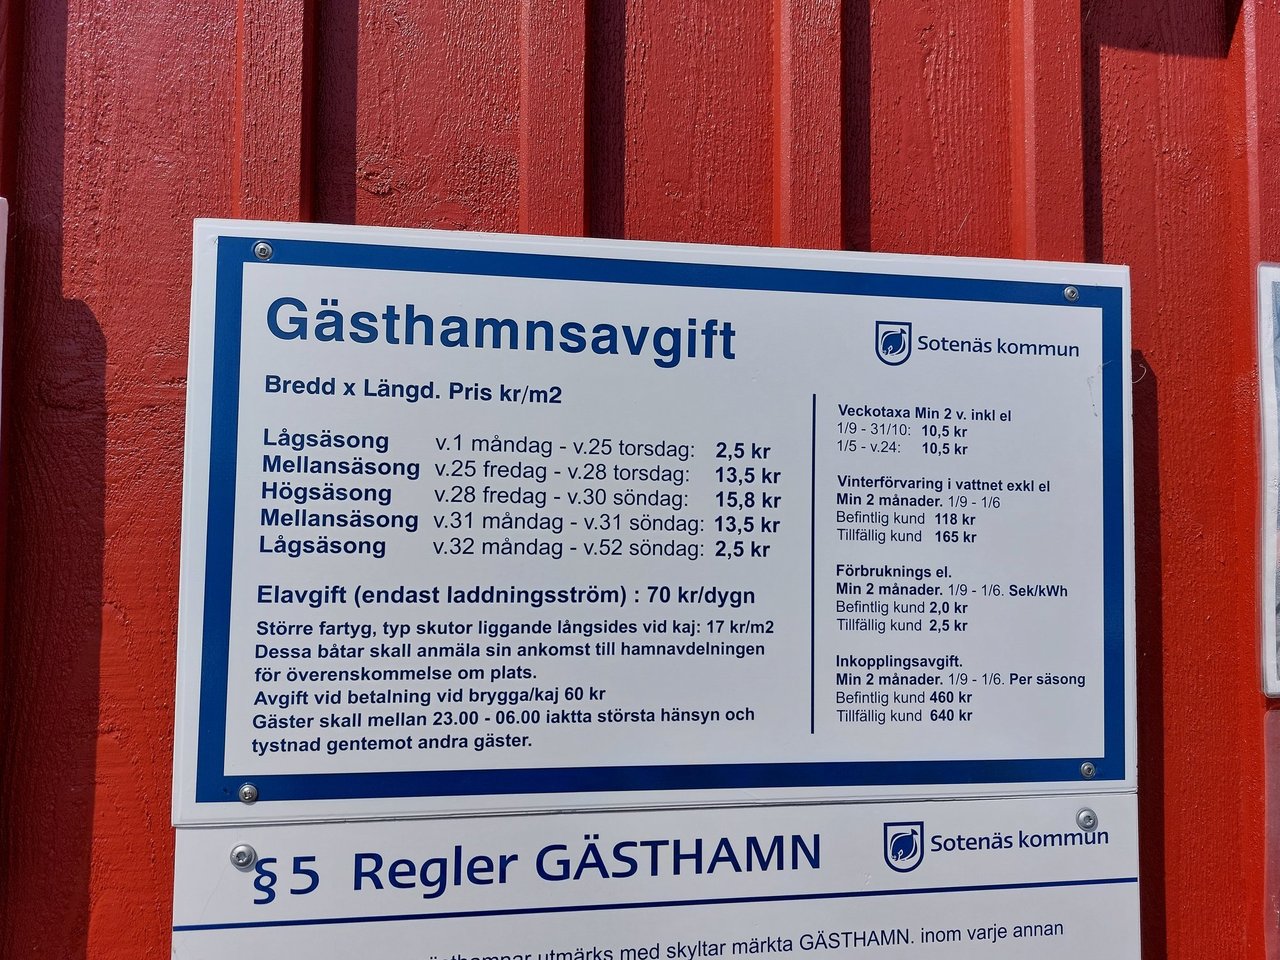 Gästhamnsavgift
Sotenäs kommun
Bredd x Längd. Pris kr/m2
Lågsäsong v.1 måndag - v.25 torsdag: 2,5 kr
Mellansäsong v.25 fredag - v.28 torsdag: 13,5 kr
Högsäsong v.28 fredag - v.30 söndag: 15,8 kr
Mellansäsong v.31 måndag - v.31 söndag: 13,5 kr
Lågsäsong v.32 måndag - v.52 söndag: 2,5 kr
Elavgift (endast laddningsström) : 70 kr/dygn
Större fartyg, typ skutor liggande långsides vid kaj: 17 kr/m2
Dessa båtar skall anmäla sin ankomst till hamnavdelningen
för överenskommelse om plats.
Avgift vid betalning vid brygga/kaj 60 kr
Gäster skall mellan 23.00 - 06.00 iaktta största hänsyn och
tystnad gentemot andra gäster.
Veckotaxa Min 2 v. inkl el
1/9 - 31/10: 10,5 kr
1/5 - v.24: 10,5 kr
Vinterförvaring i vattnet exkl el
Min 2 månader. 1/9 - 1/6
Befintlig kund 118 kr
Tillfällig kund 165 kr
Förbruknings el.
Min 2 månader. 1/9 - 1/6. Sek/kWh
Befintlig kund 2,0 kr
Tillfällig kund 2,5 kr
Inkopplingsavgift.
Min 2 månader. 1/9 - 1/6. Per säsong
Befintlig kund 460 kr
Tillfällig kund 640 kr
§ 5 Regler GÄSTHAMN
Sotenäs kommun
utmärks med skyltar märkta GÄSTHAMN. inom varje annan